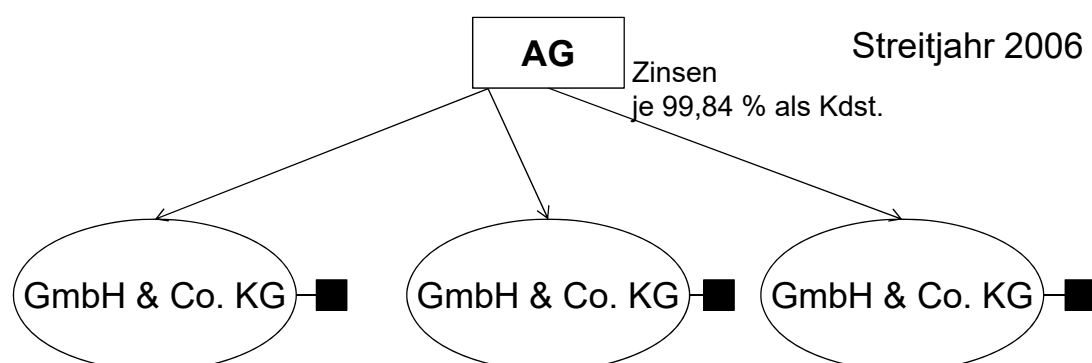 AG
Streitjahr 2006
Zinsen
je 99,84 % als Kdst.
GmbH & Co. KG
GmbH & Co. KG
GmbH & Co. KG